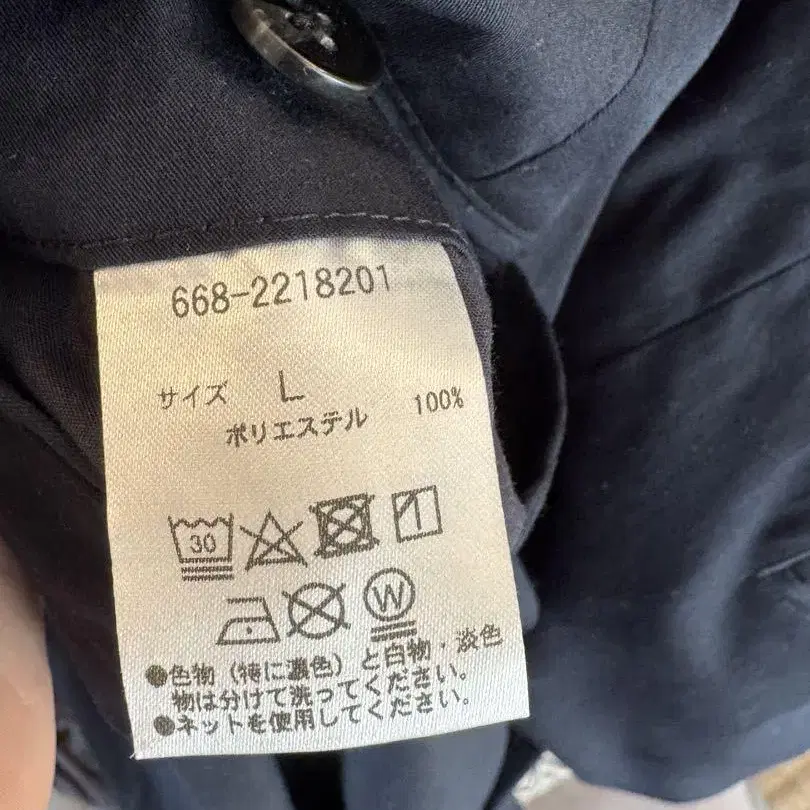 668-2218201
サイズ L
ポリエステル 100%
30
W
●色物（特に濃色）と白物・淡色
物は分けて洗ってください。
●ネットを使用してください。